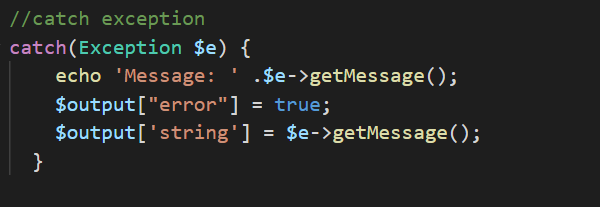 //catch exception
catch(Exception $e) {
    echo 'Message: ' .$e->getMessage();
    $output["error"] = true;
    $output['string'] = $e->getMessage();
  }